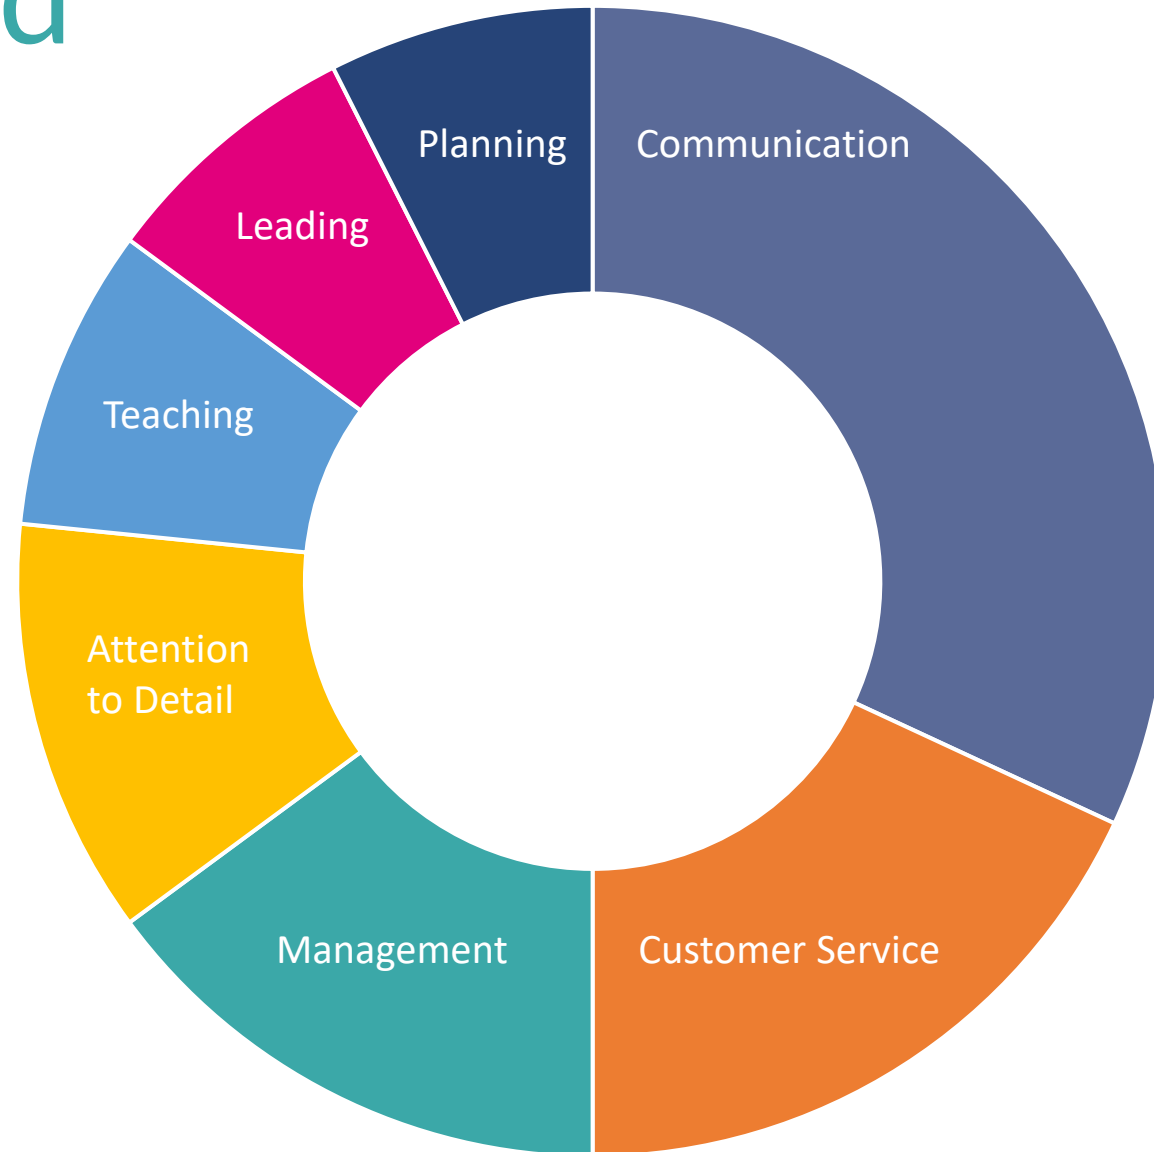 Planning
Communication
Leading
Teaching
Attention
to Detail
Management
Customer Service